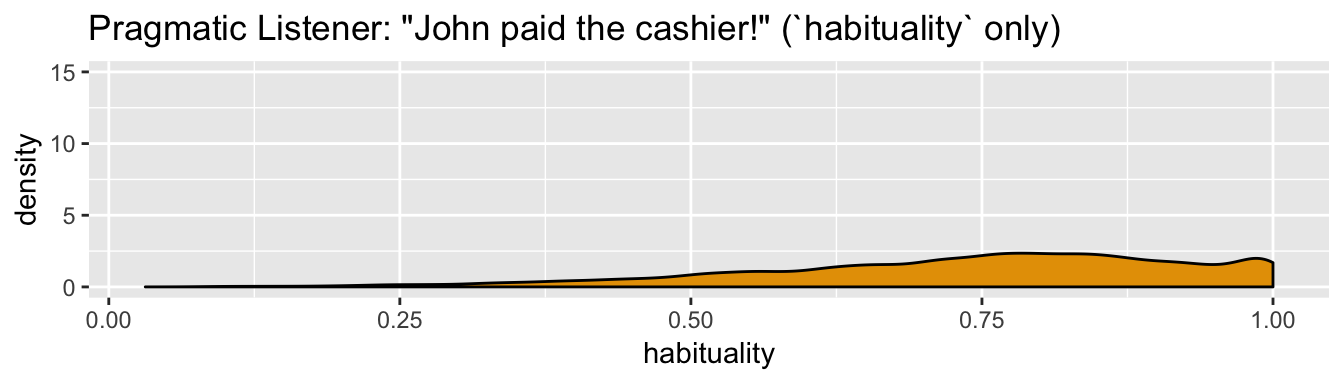 Pragmatic Listener: "John paid the cashier!" (`habituality` only)
15
10
5
0
density
0.00 0.25 0.50 0.75 1.00
habituality